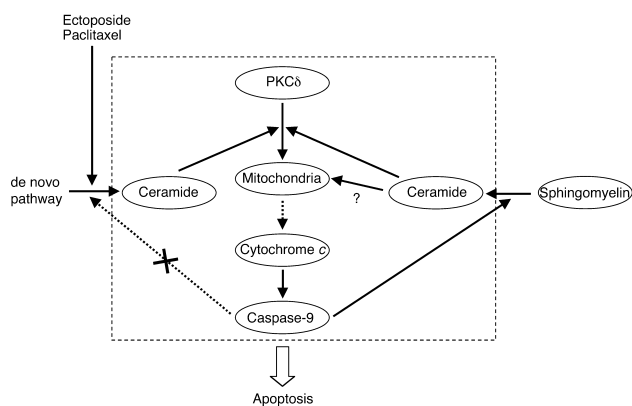 Ectoposide
Paclitaxel
PKCδ
de novo
pathway
Ceramide
Mitochondria
Ceramide
Sphingomyelin
?
Cytochrome c
Caspase-9
Apoptosis